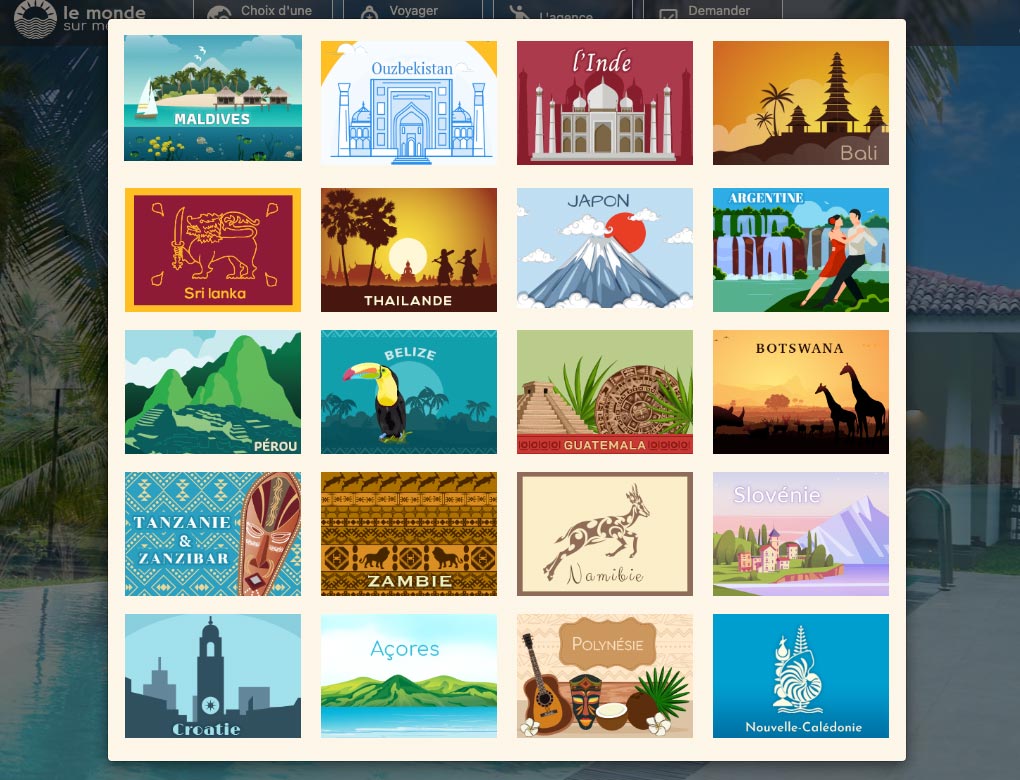 le monde
Choix d'une
Voyager
L'agence
Demander
MALDIVES
Ouzbekistan
l'Inde
Bali
Sri lanka
THAILANDE
JAPON
ARGENTINE
PÉROU
BELIZE
GUATEMALA
BOTSWANA
TANZANIE
&
ZANZIBAR
ZAMBIE
Namibie
Slovénie
Croatie
Açores
POLYNÉSIE
Nouvelle-Calédonie